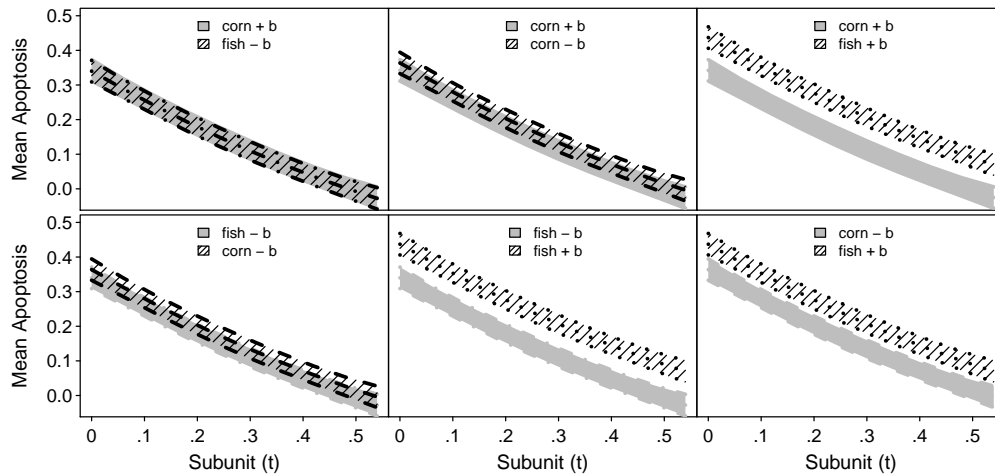 Mean Apoptosis
0.5
0.4
0.3
0.2
0.1
0.0
corn + b
fish − b
corn + b
corn − b
corn + b
fish + b
Mean Apoptosis
0.5
0.4
0.3
0.2
0.1
0.0
fish − b
corn − b
fish − b
fish + b
corn − b
fish + b
0 .1 .2 .3 .4 .5
0 .1 .2 .3 .4 .5
0 .1 .2 .3 .4 .5
Subunit (t)
Subunit (t)
Subunit (t)